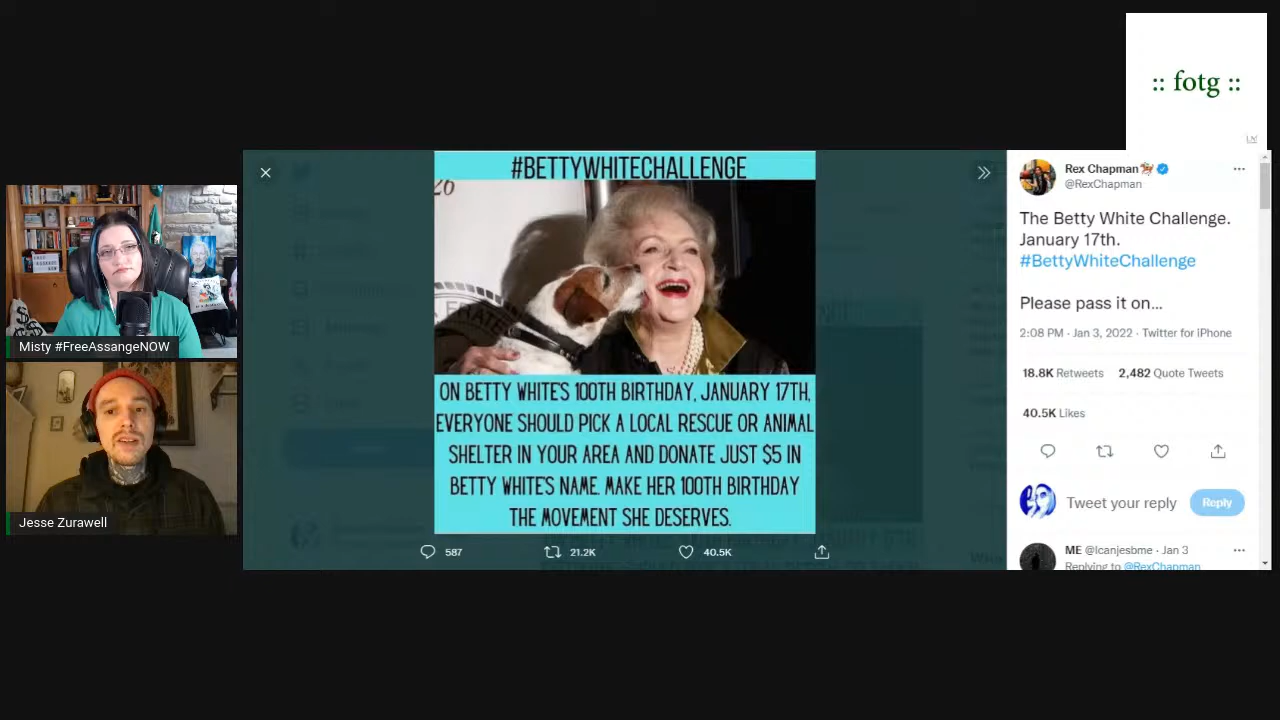 :: fotg ::
#BETTYWHITECHALLENGE
ON BETTY WHITE'S 100TH BIRTHDAY, JANUARY 17TH,
EVERYONE SHOULD PICK A LOCAL RESCUE OR ANIMAL
SHELTER IN YOUR AREA AND DONATE JUST $5 IN
BETTY WHITE'S NAME. MAKE HER 100TH BIRTHDAY
THE MOVEMENT SHE DESERVES.
587
21.2K
40.5K
Rex Chapman
@RexChapman
The Betty White Challenge.
January 17th.
#BettyWhiteChallenge
Please pass it on...
2:08 PM · Jan 3, 2022 · Twitter for iPhone
18.8K Retweets 2,482 Quote Tweets
40.5K Likes
Tweet your reply
Reply
ME @Icanjesbme · Jan 3
Replying to @RexChapman
Misty #FreeAssangeNOW
Jesse Zurawell